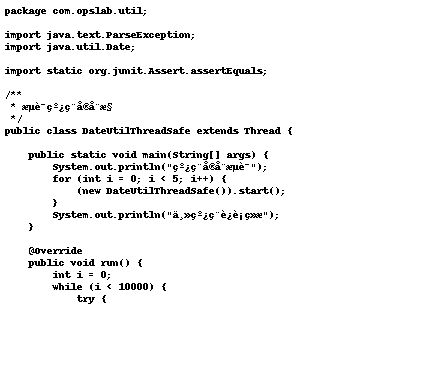 package com.opslab.util;

import java.text.ParseException;
import java.util.Date;

import static org.junit.Assert.assertEquals;

/**
 * æµè¯çº¿ç¨å®å¨æ§
 */
public class DateUtilThreadSafe extends Thread {

    public static void main(String[] args) {
        System.out.println("çº¿ç¨å®å¨æµè¯");
        for (int i = 0; i < 5; i++) {
            (new DateUtilThreadSafe()).start();
        }
        System.out.println("ä¸»çº¿ç¨è¿è¡ç»æ");
    }

    @Override
    public void run() {
        int i = 0;
        while (i < 10000) {
            try {